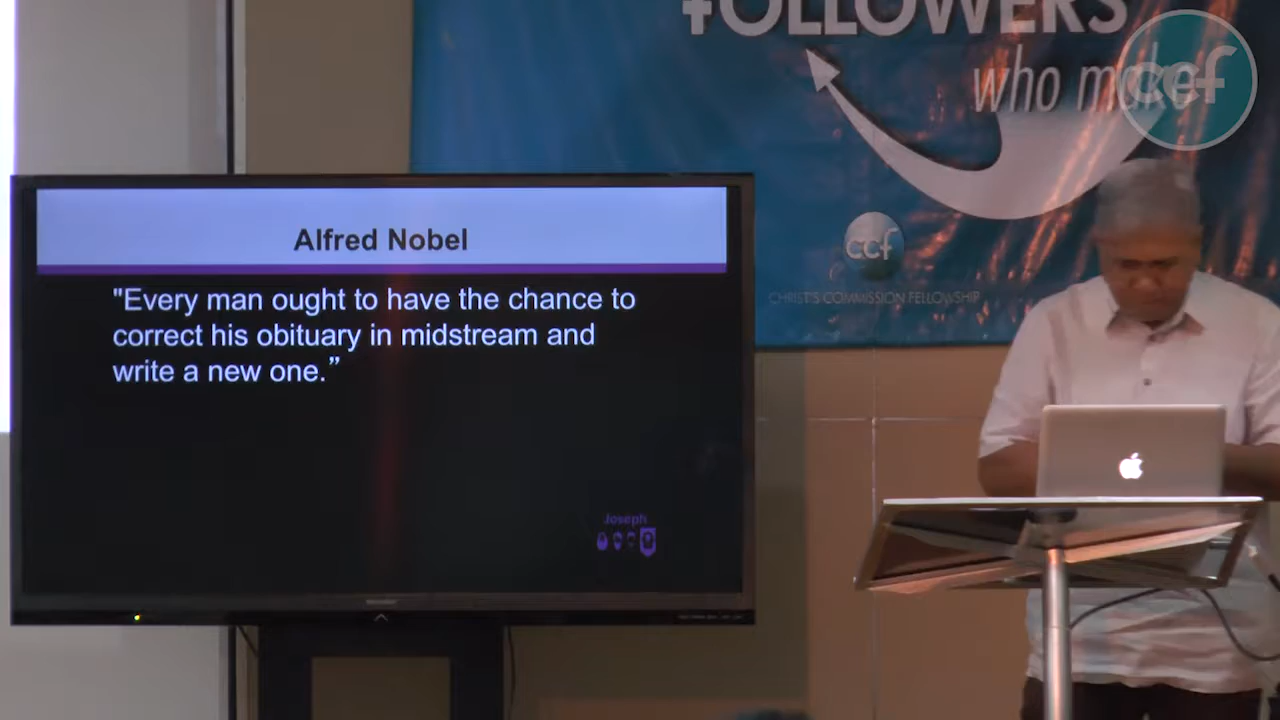 FOLLOWERS
who make
ccf
ccf
CHRIST'S COMMISSION FELLOWSHIP
Alfred Nobel
"Every man ought to have the chance to
correct his obituary in midstream and
write a new one.”
Joseph